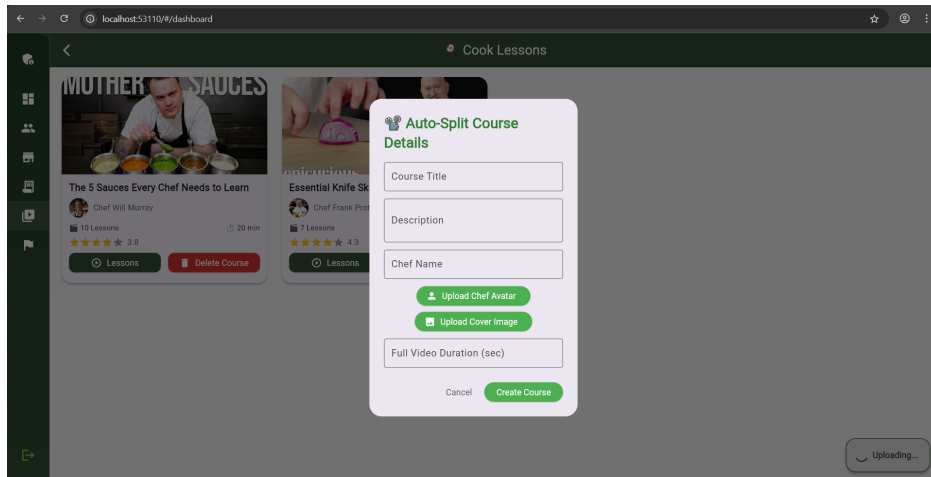 localhost:53110/#/dashboard
Cook Lessons
MOTHER SAUCES
epicurious
Auto-Split Course
Details
Course Title
Description
Chef Name
Upload Chef Avatar
Upload Cover Image
Full Video Duration (sec)
Cancel
Create Course
The 5 Sauces Every Chef Needs to Learn
Chef Will Murray
10 Lessons
20 min
3.8
Lessons
Delete Course
Essential Knife Sk
Chef Frank Prot
7 Lessons
4.3
Lessons
Uploading...